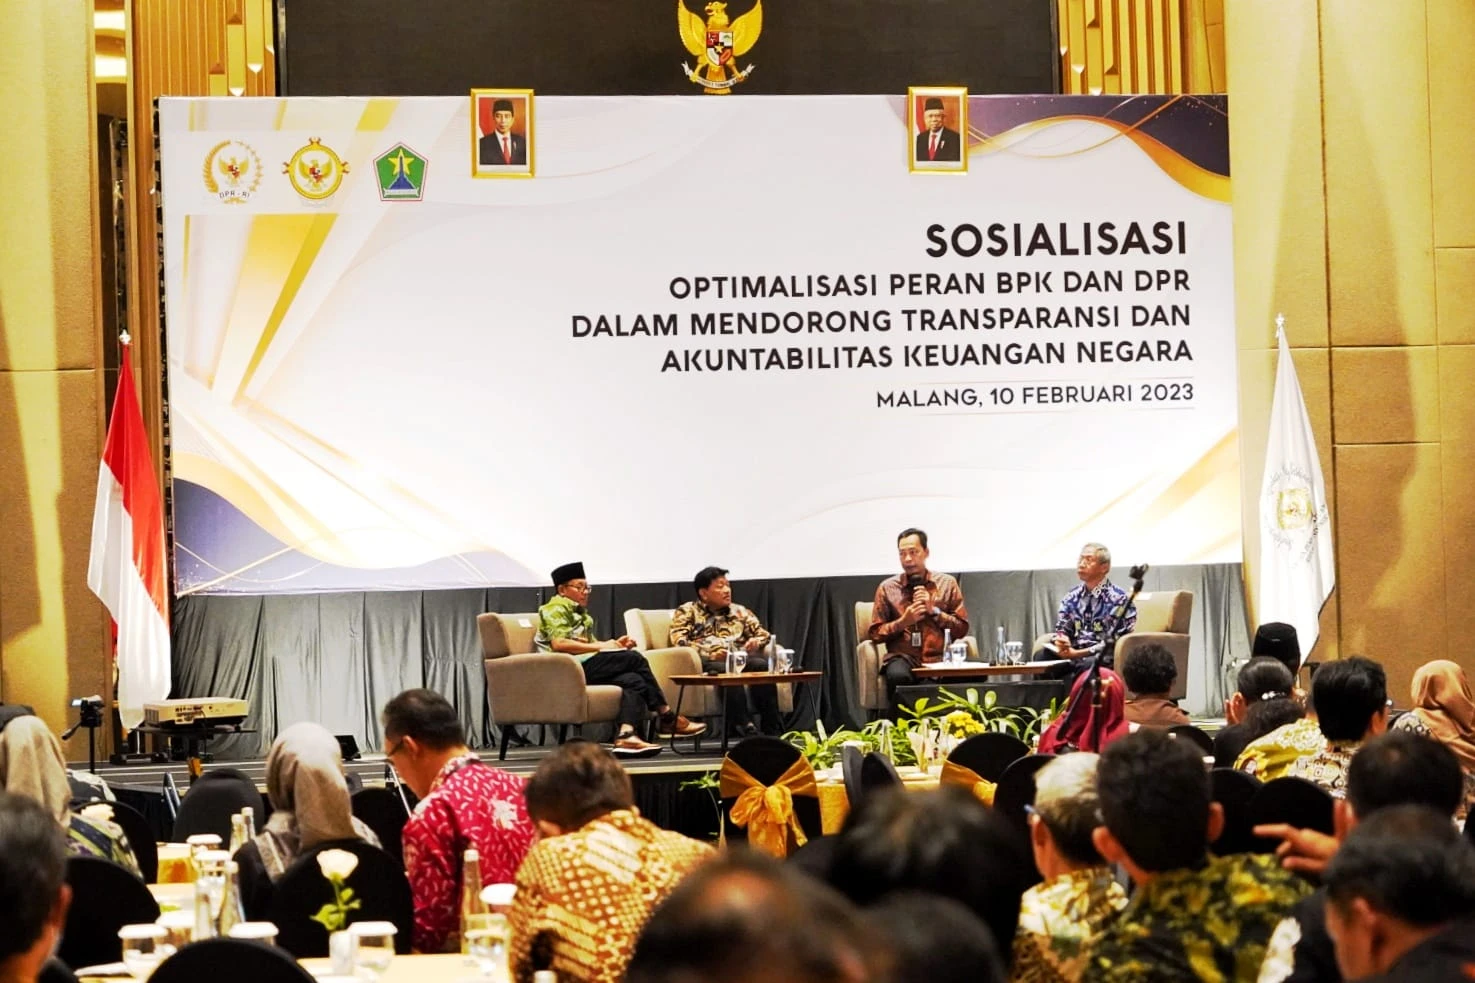 DPR - RI
SOSIALISASI
OPTIMALISASI PERAN BPK DAN DPR
DALAM MENDORONG TRANSPARANSI DAN
AKUNTABILITAS KEUANGAN NEGARA
MALANG, 10 FEBRUARI 2023